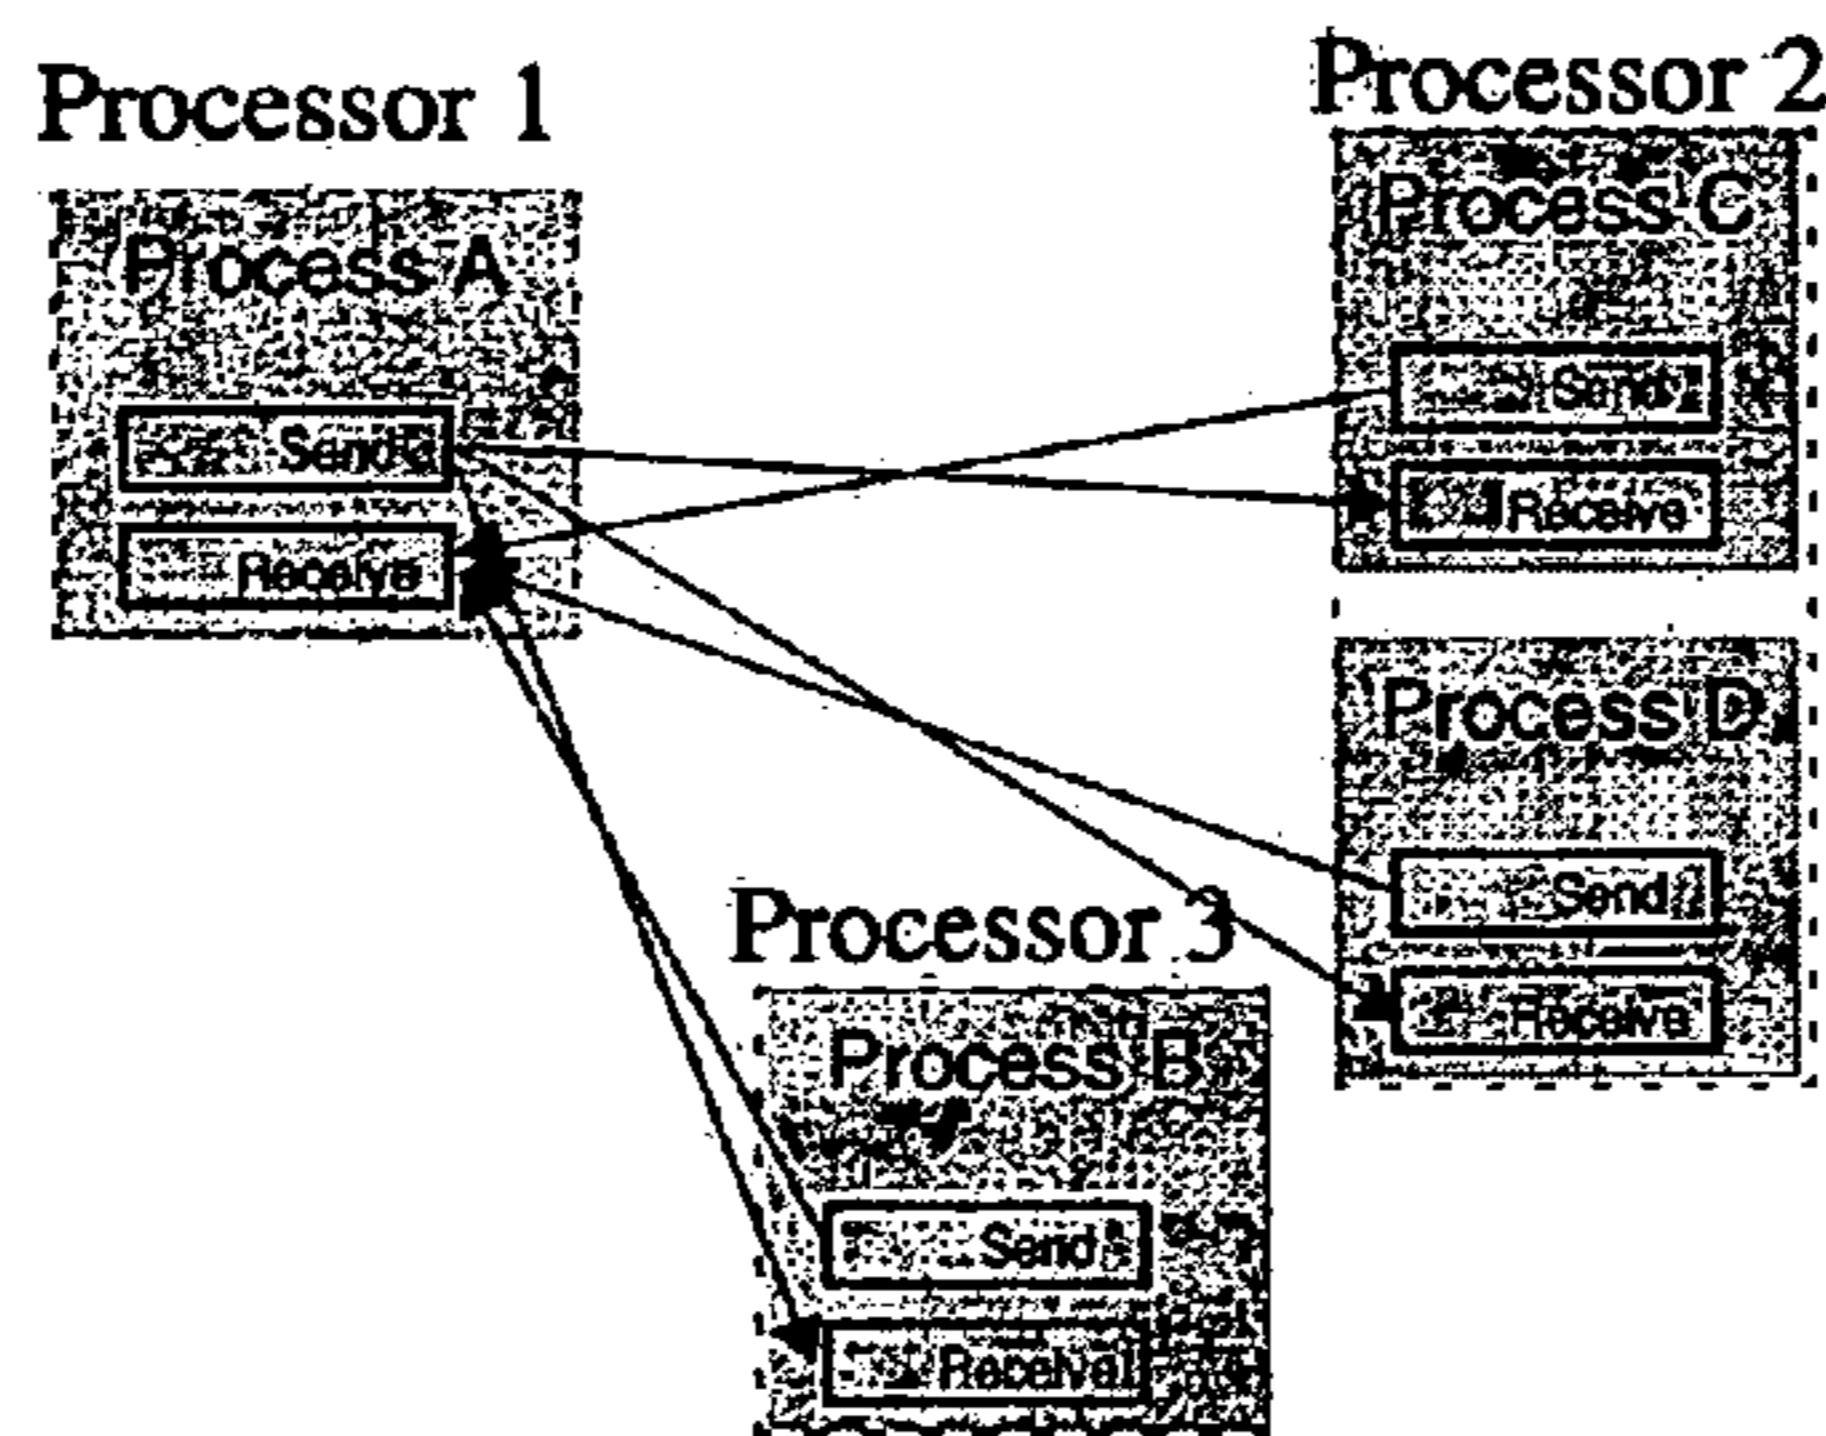 Processor 1
Process A
Send
Receive
Processor 2
Process C
Send
Receive
Process D
Send
Receive
Processor 3
Process B
Send
Receive